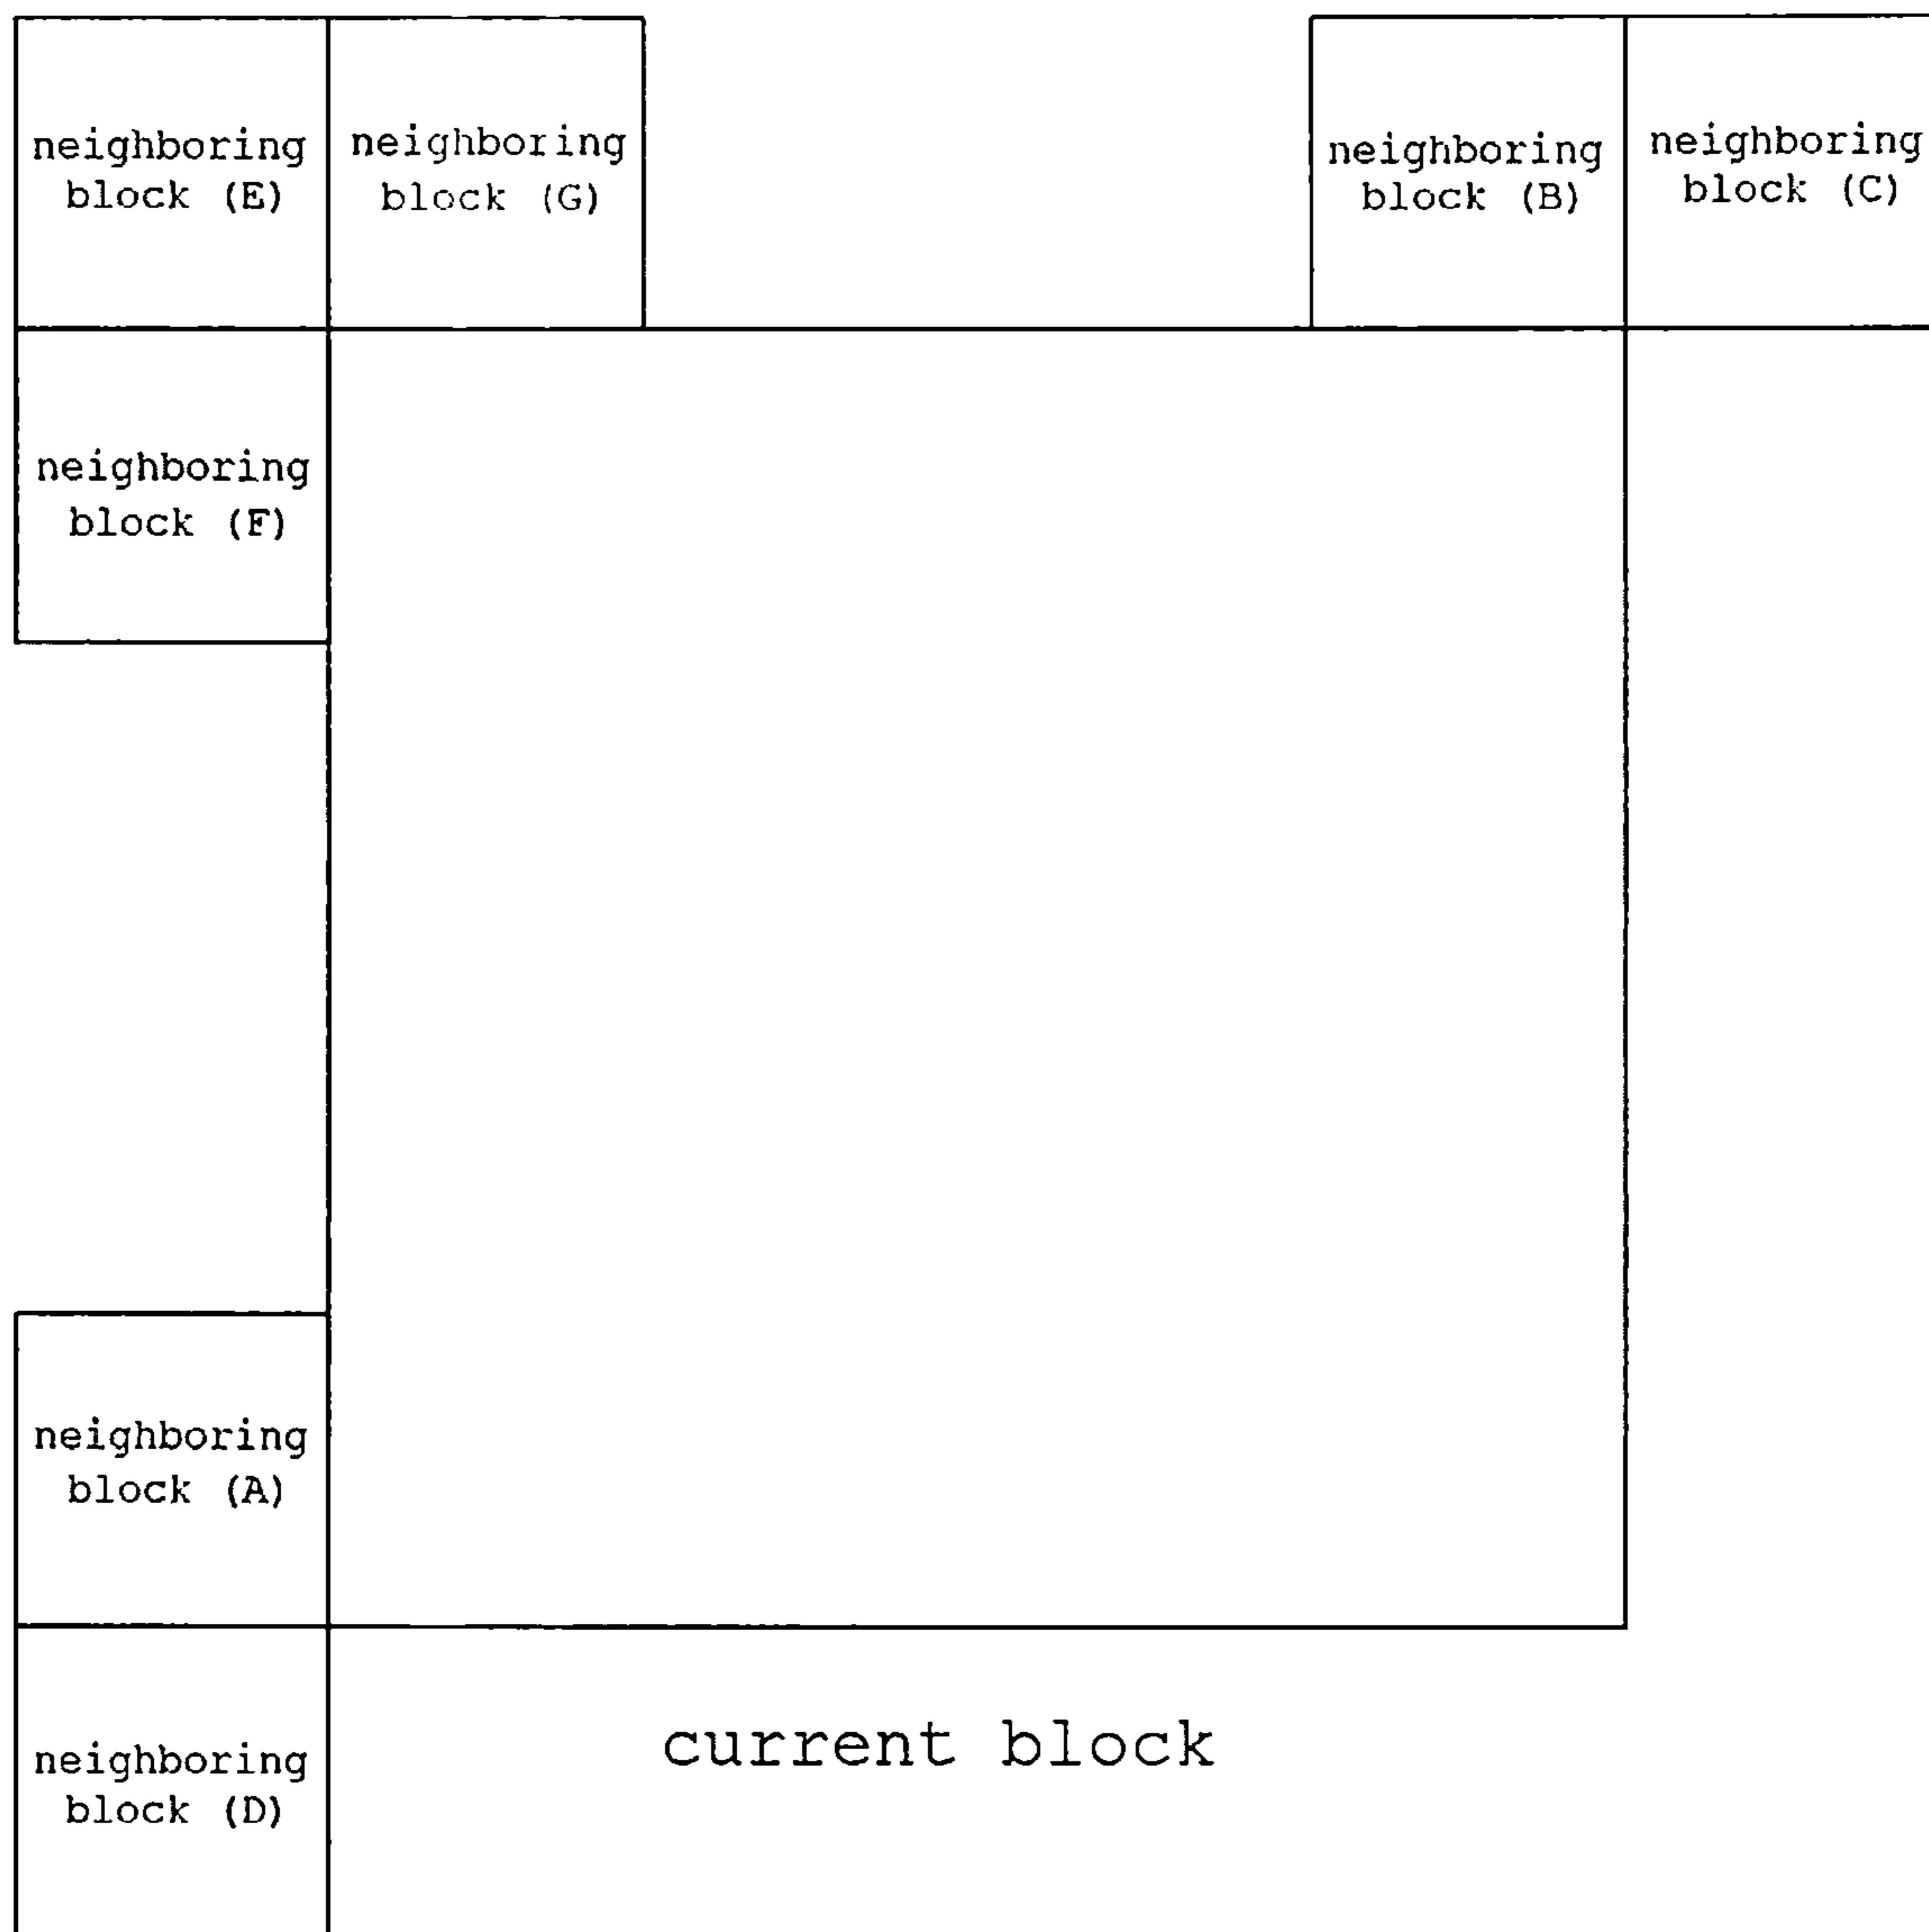 neighboring
block (E)
neighboring
block (G)
neighboring
block (B)
neighboring
block (C)
neighboring
block (F)
neighboring
block (A)
neighboring
block (D)
current block